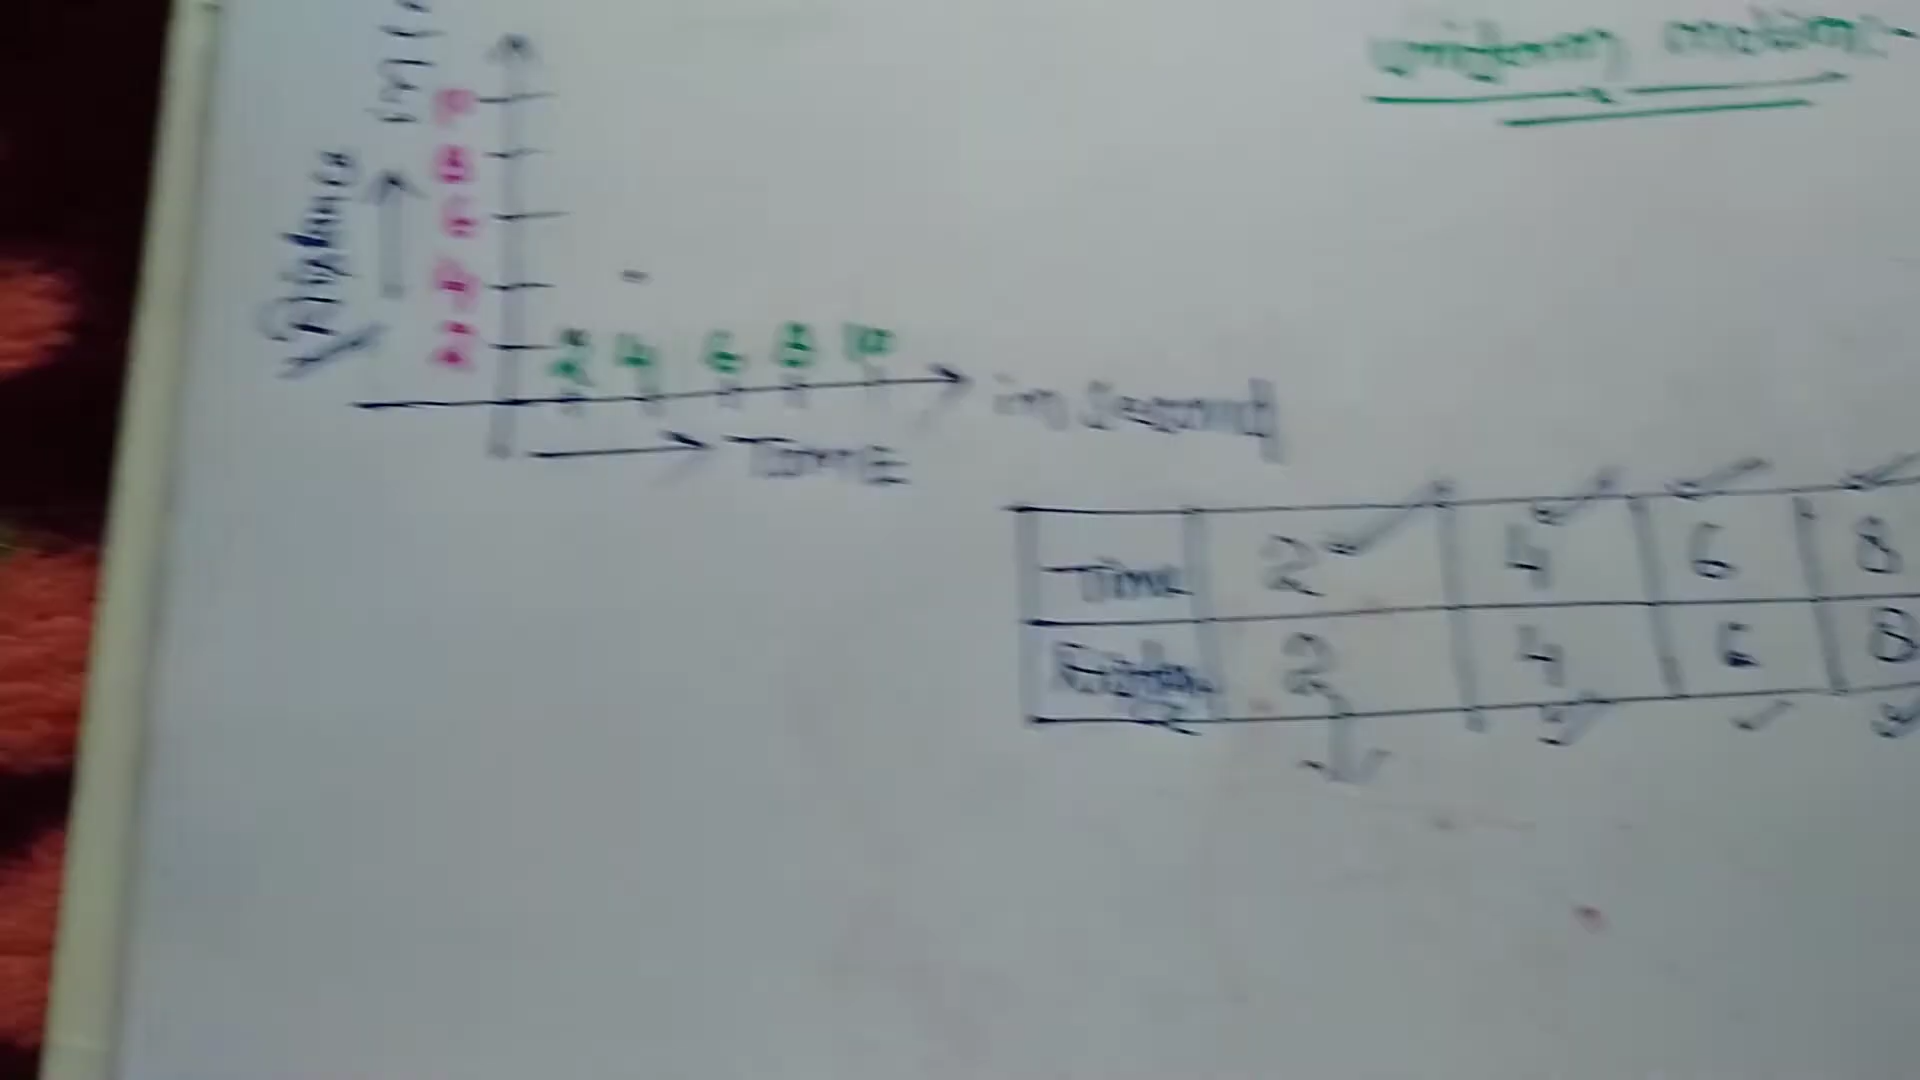 uniform motion:-
10
8
6
4
2
Distance
2 4 6 8 10
in Second
TIME
Time 2 4 6 8
2 4 6 8